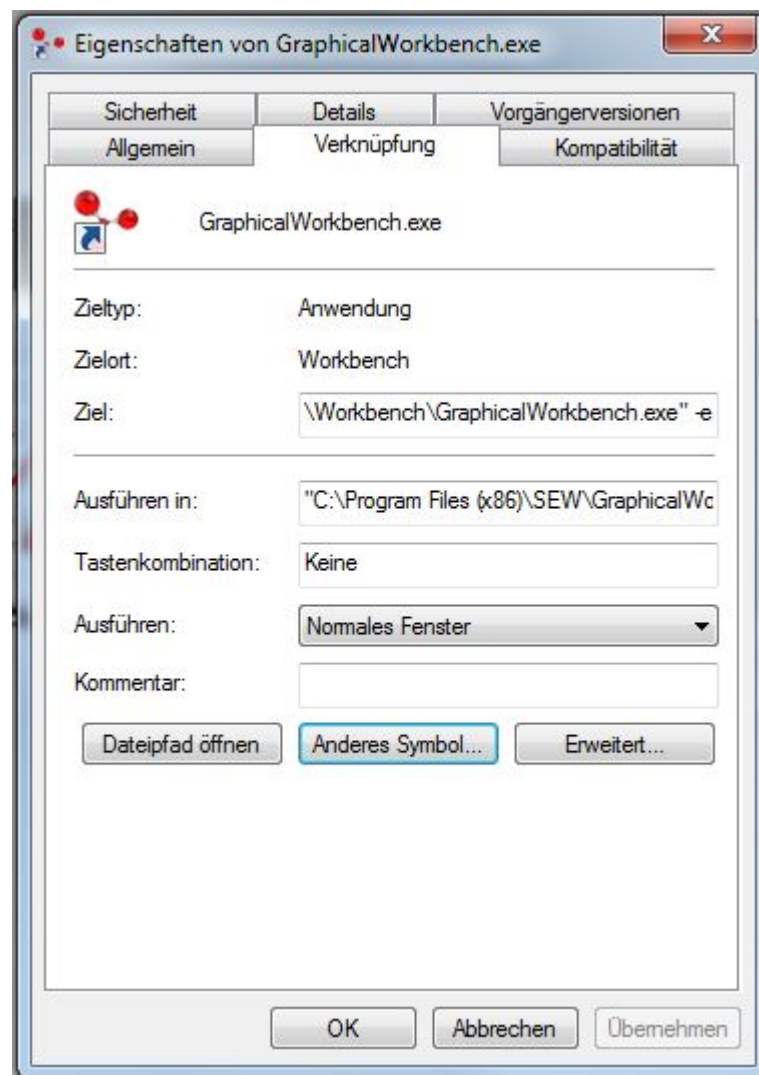 Eigenschaften von GraphicalWorkbench.exe
Sicherheit Details Vorgängerversionen
Allgemein Verknüpfung Kompatibilität
GraphicalWorkbench.exe
Zieltyp: Anwendung
Zielort: Workbench
Ziel: \Workbench\GraphicalWorkbench.exe" -e
Ausführen in: "C:\Program Files (x86)\SEW\GraphicalWo
Tastenkombination: Keine
Ausführen: Normales Fenster
Kommentar:
Dateipfad öffnen Anderes Symbol... Erweitert...
OK Abbrechen Übernehmen